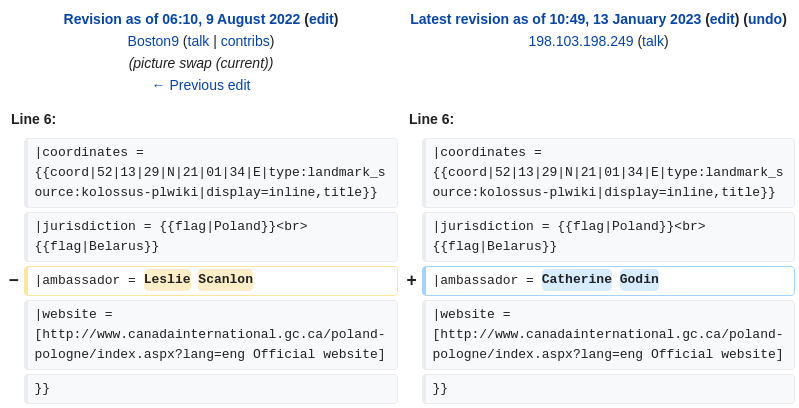 Revision as of 06:10, 9 August 2022 (edit)
Boston9 (talk | contribs)
(picture swap (current))
← Previous edit
Latest revision as of 10:49, 13 January 2023 (edit) (undo)
198.103.198.249 (talk)
Line 6:
|coordinates =
{{coord|52|13|29|N|21|01|34|E|type:landmark_s
ource:kolossus-plwiki|display=inline,title}}
|jurisdiction = {{flag|Poland}}<br>
{{flag|Belarus}}
− |ambassador = Leslie Scanlon
|website =
[http://www.canadainternational.gc.ca/poland-
pologne/index.aspx?lang=eng Official website]
}}
Line 6:
|coordinates =
{{coord|52|13|29|N|21|01|34|E|type:landmark_s
ource:kolossus-plwiki|display=inline,title}}
|jurisdiction = {{flag|Poland}}<br>
{{flag|Belarus}}
+ |ambassador = Catherine Godin
|website =
[http://www.canadainternational.gc.ca/poland-
pologne/index.aspx?lang=eng Official website]
}}